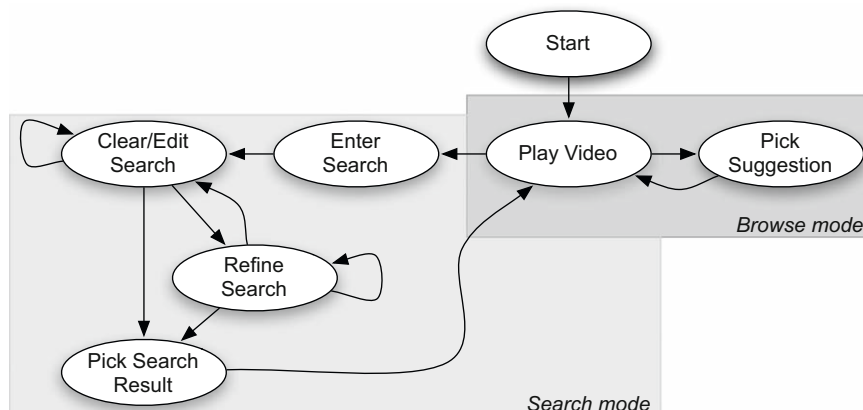 Start
Clear/Edit
Search
Enter
Search
Play Video
Pick
Suggestion
Browse mode
Refine
Search
Pick Search
Result
Search mode